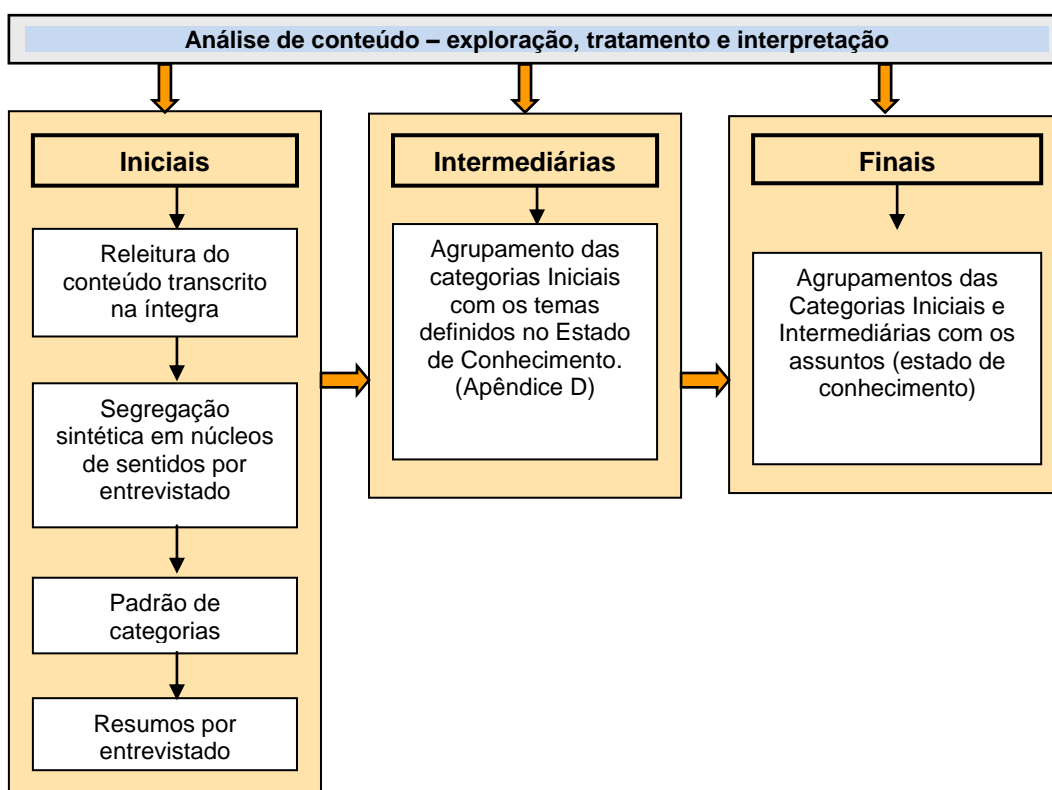 Análise de conteúdo – exploração, tratamento e interpretação
Iniciais
Releitura do
conteúdo transcrito
na íntegra
Segregação
sintética em núcleos
de sentidos por
entrevistado
Padrão de
categorias
Resumos por
entrevistado
Intermediárias
Agrupamento das
categorias Iniciais
com os temas
definidos no Estado
de Conhecimento.
(Apêndice D)
Finais
Agrupamentos das
Categorias Iniciais e
Intermediárias com os
assuntos (estado de
conhecimento)